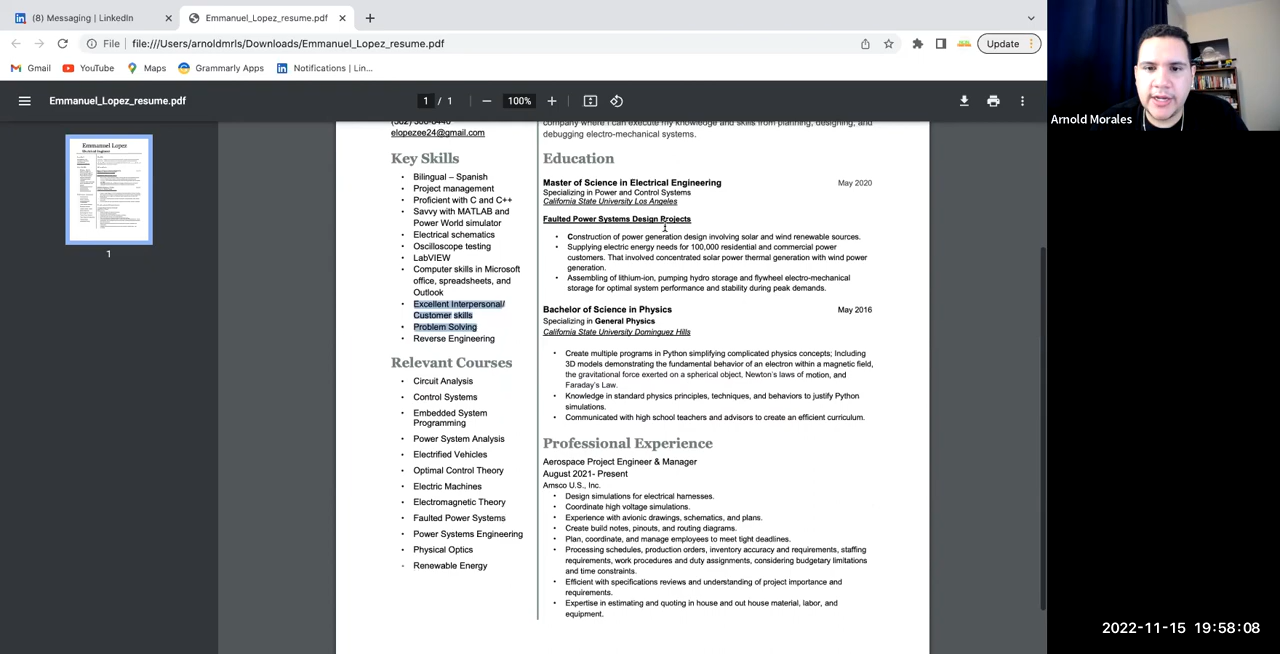 (8) Messaging | LinkedIn
Emmanuel_Lopez_resume.pdf
File
file:///Users/arnoldmrls/Downloads/Emmanuel_Lopez_resume.pdf
Update
Gmail
YouTube
Maps
Grammarly Apps
Notifications | Lin...
Emmanuel_Lopez_resume.pdf
1 / 1
100%
Emmanuel Lopez
1
elopezee24@gmail.com
Key Skills
• Bilingual – Spanish
• Project management
• Proficient with C and C++
• Savvy with MATLAB and
Power World simulator
• Electrical schematics
• Oscilloscope testing
• LabVIEW
• Computer skills in Microsoft
office, spreadsheets, and
Outlook
• Excellent Interpersonal/
Customer skills
• Problem Solving
• Reverse Engineering
Relevant Courses
• Circuit Analysis
• Control Systems
• Embedded System
Programming
• Power System Analysis
• Electrified Vehicles
• Optimal Control Theory
• Electric Machines
• Electromagnetic Theory
• Faulted Power Systems
• Power Systems Engineering
• Physical Optics
- Renewable Energy
company where I can execute my knowledge and skills from planning, designing, and
debugging electro-mechanical systems.
Education
Master of Science in Electrical Engineering May 2020
Specializing in Power and Control Systems
California State University Los Angeles
Faulted Power Systems Design Projects
• Construction of power generation design involving solar and wind renewable sources.
• Supplying electric energy needs for 100,000 residential and commercial power
customers. That involved concentrated solar power thermal generation with wind power
generation.
• Assembling of lithium-ion, pumping hydro storage and flywheel electro-mechanical
storage for optimal system performance and stability during peak demands.
Bachelor of Science in Physics May 2016
Specializing in General Physics
California State University Dominguez Hills
• Create multiple programs in Python simplifying complicated physics concepts; Including
3D models demonstrating the fundamental behavior of an electron within a magnetic field,
the gravitational force exerted on a spherical object, Newton's laws of motion, and
Faraday's Law.
• Knowledge in standard physics principles, techniques, and behaviors to justify Python
simulations.
• Communicated with high school teachers and advisors to create an efficient curriculum.
Professional Experience
Aerospace Project Engineer & Manager
August 2021- Present
Amsco U.S., Inc.
• Design simulations for electrical harnesses.
• Coordinate high voltage simulations.
• Experience with avionic drawings, schematics, and plans.
• Create build notes, pinouts, and routing diagrams.
• Plan, coordinate, and manage employees to meet tight deadlines.
• Processing schedules, production orders, inventory accuracy and requirements, staffing
requirements, work procedures and duty assignments, considering budgetary limitations
and time constraints.
• Efficient with specifications reviews and understanding of project importance and
requirements.
• Expertise in estimating and quoting in house and out house material, labor, and
equipment.
Arnold Morales
2022-11-15 19:58:08